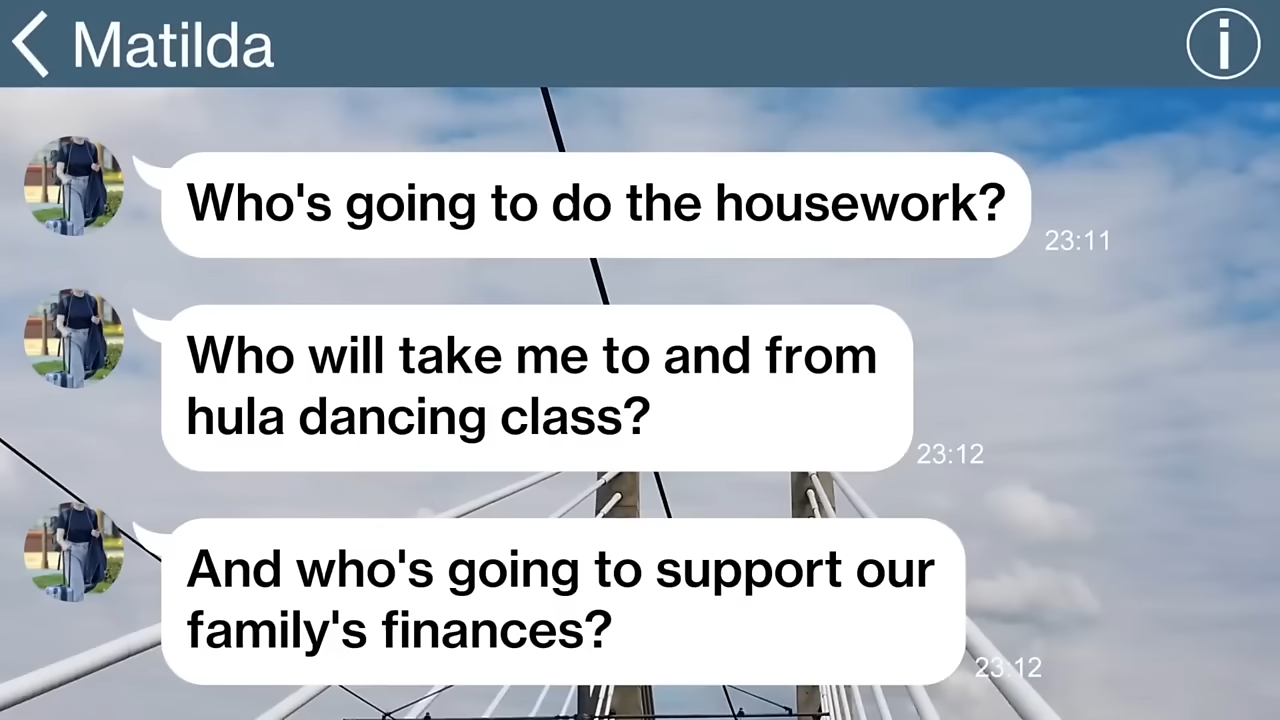 Matilda
Who's going to do the housework?
23:11
Who will take me to and from
hula dancing class?
23:12
And who's going to support our
family's finances?
23:12